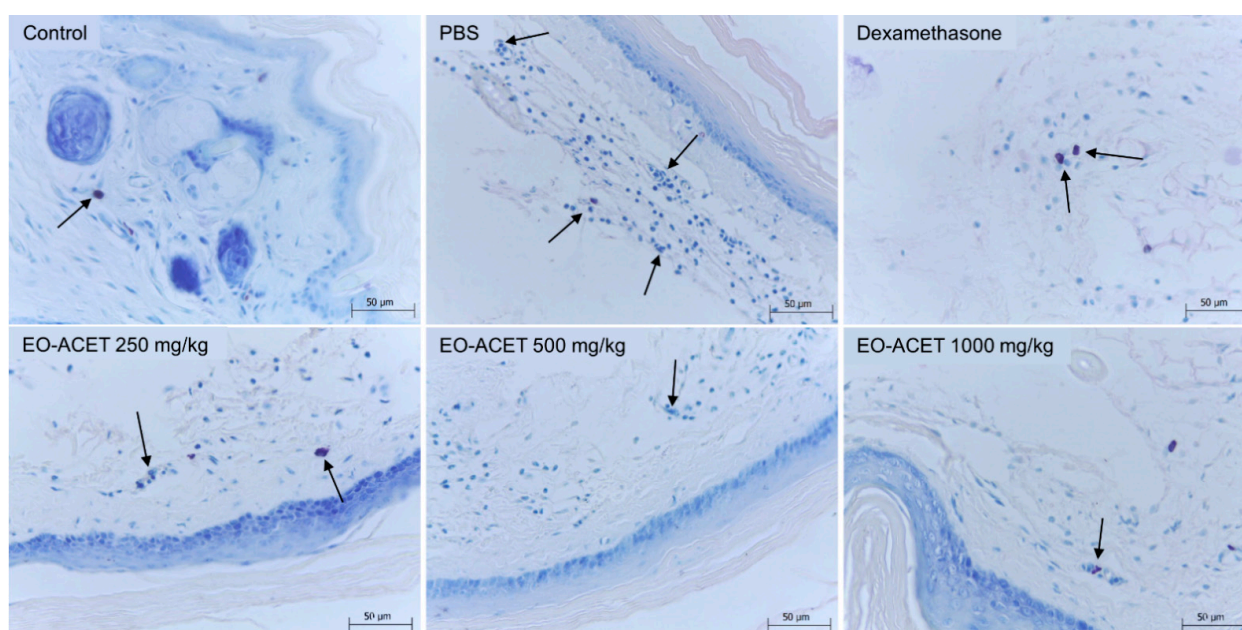 Control
PBS
Dexamethasone
50 µm
50 µm
50 µm
EO-ACET 250 mg/kg
EO-ACET 500 mg/kg
EO-ACET 1000 mg/kg
50 µm
50 µm
50 µm